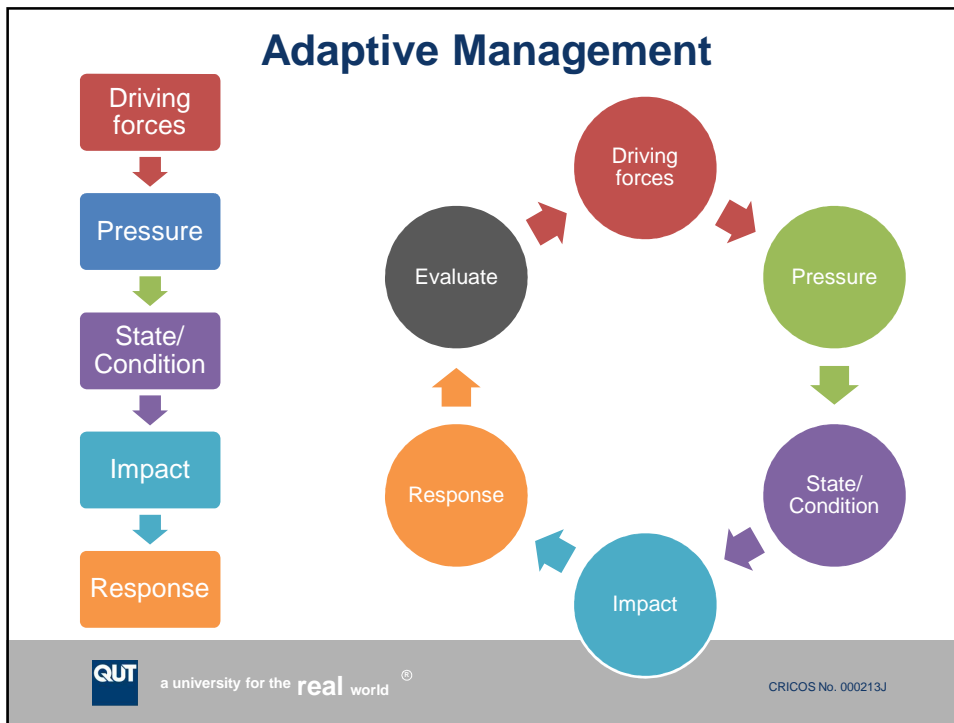 Adaptive Management
Driving
forces
Pressure
State/
Condition
Impact
Response
Driving
forces
Pressure
State/
Condition
Impact
Response
Evaluate
QUT
a university for the real world ®
CRICOS No. 000213J